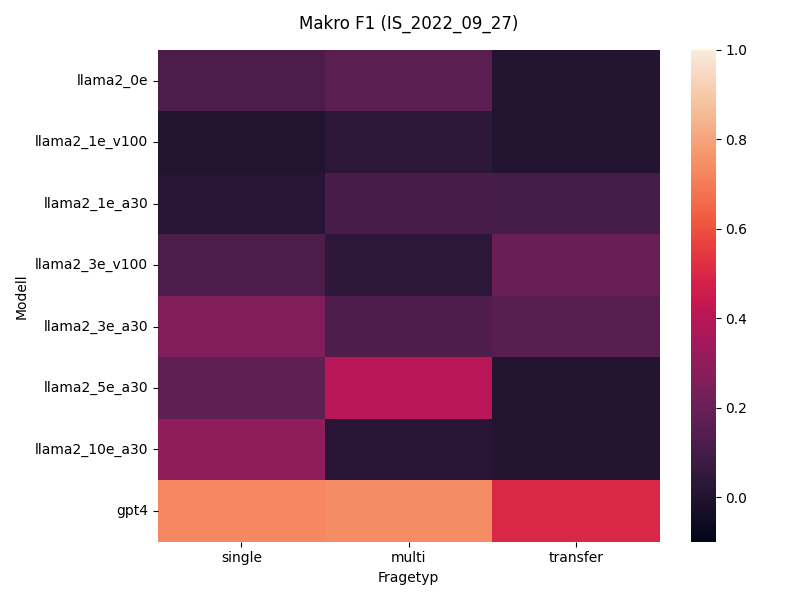 Makro F1 (IS_2022_09_27)
Modell
llama2_0e
llama2_1e_v100
llama2_1e_a30
llama2_3e_v100
llama2_3e_a30
llama2_5e_a30
llama2_10e_a30
gpt4
single multi transfer
Fragetyp
1.0
0.8
0.6
0.4
0.2
0.0